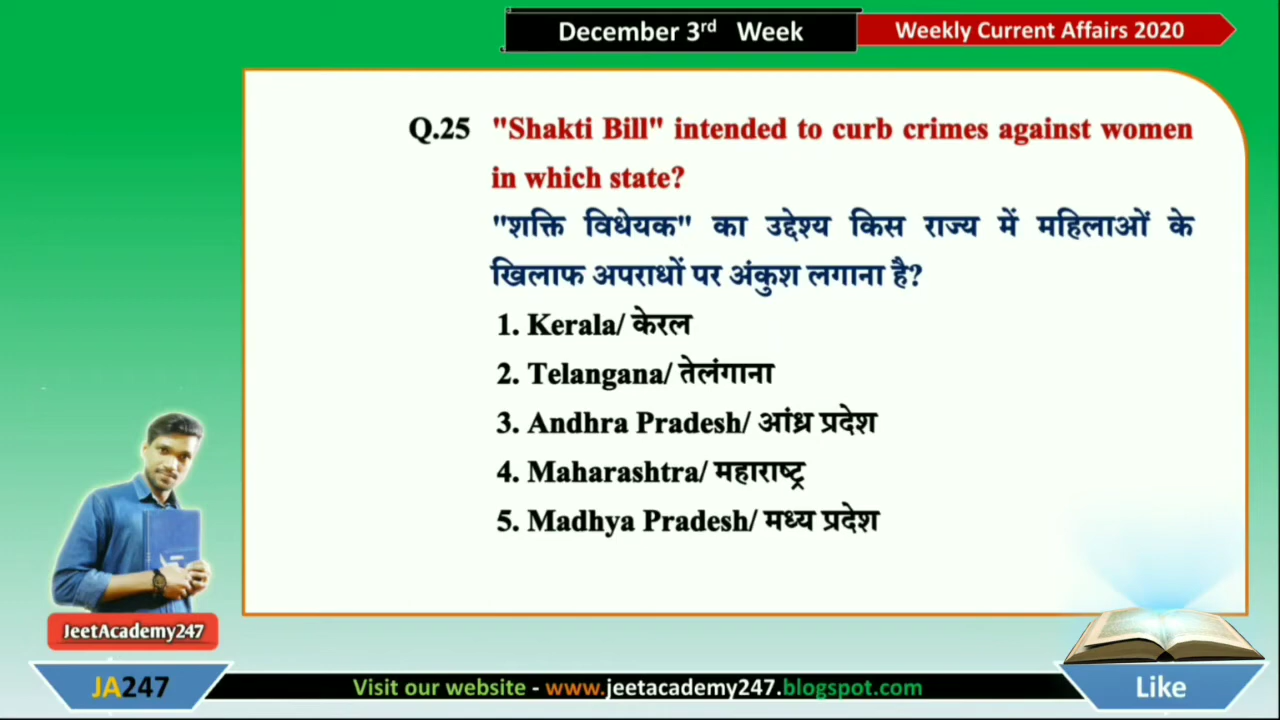 December 3rd Week
Weekly Current Affairs 2020
Q.25 "Shakti Bill" intended to curb crimes against women
in which state?
"शक्ति विधेयक" का उद्देश्य किस राज्य में महिलाओं के
खिलाफ अपराधों पर अंकुश लगाना है?
1. Kerala/ केरल
2. Telangana/ तेलंगाना
3. Andhra Pradesh/ आंध्र प्रदेश
4. Maharashtra/ महाराष्ट्र
5. Madhya Pradesh/ मध्य प्रदेश
JeetAcademy247
JA247
Visit our website - www.jeetacademy247.blogspot.com
Like